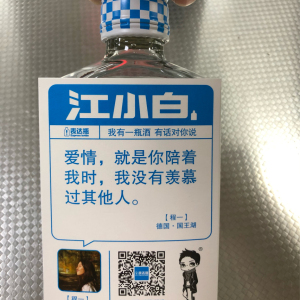 江小白
表达瓶
我有一瓶酒 有话对你说
爱情，就是你陪着
我时，我没有羡慕
过其他人。
【程一】
德国·国王湖
【程一】